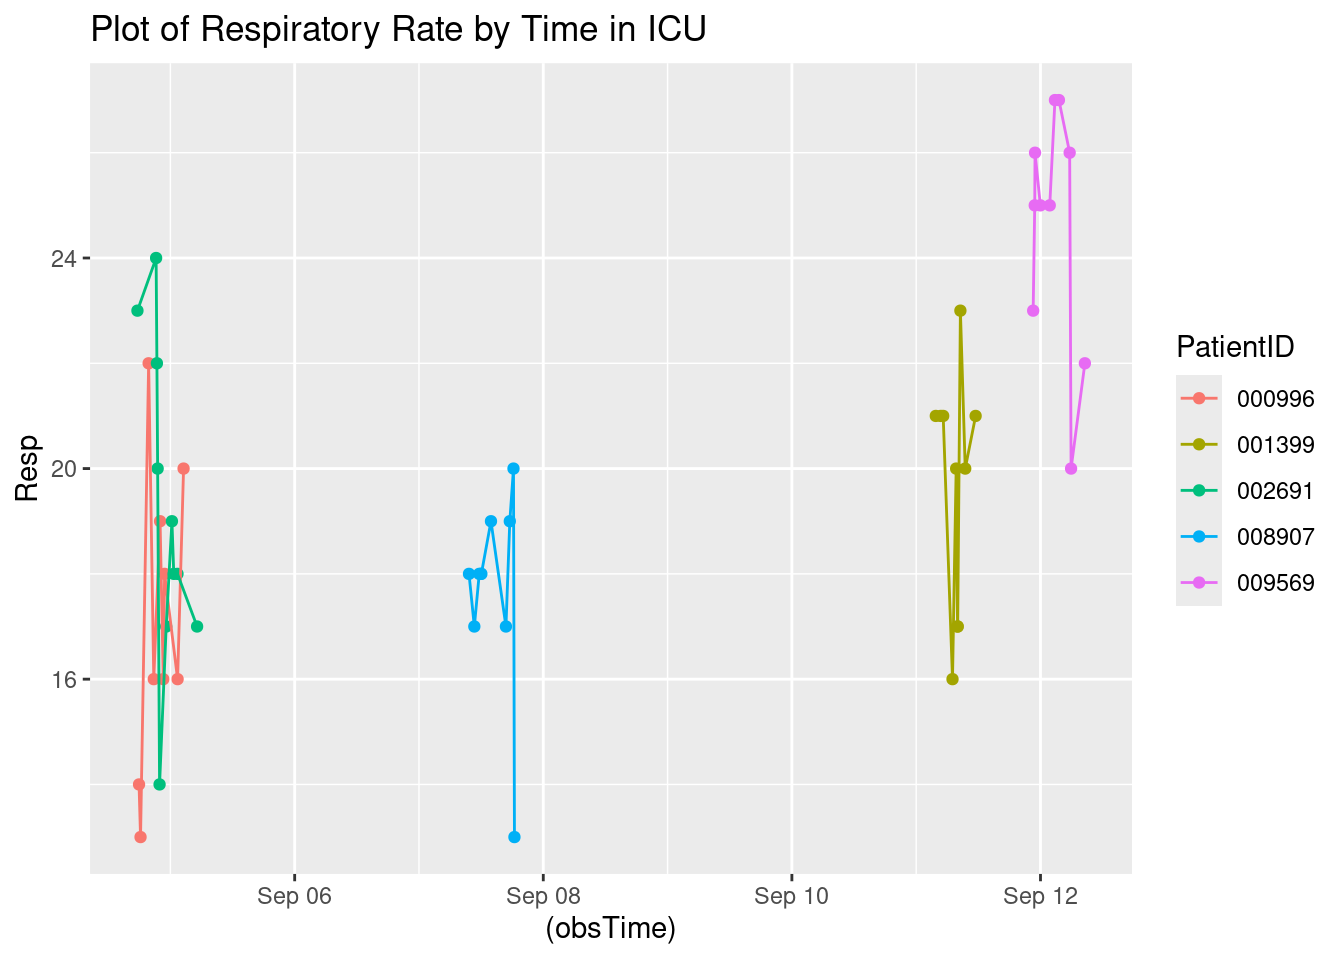 Plot of Respiratory Rate by Time in ICU
24
20
16
Resp
Sep 06
Sep 08
Sep 10
Sep 12
(obsTime)
PatientID
000996
001399
002691
008907
009569